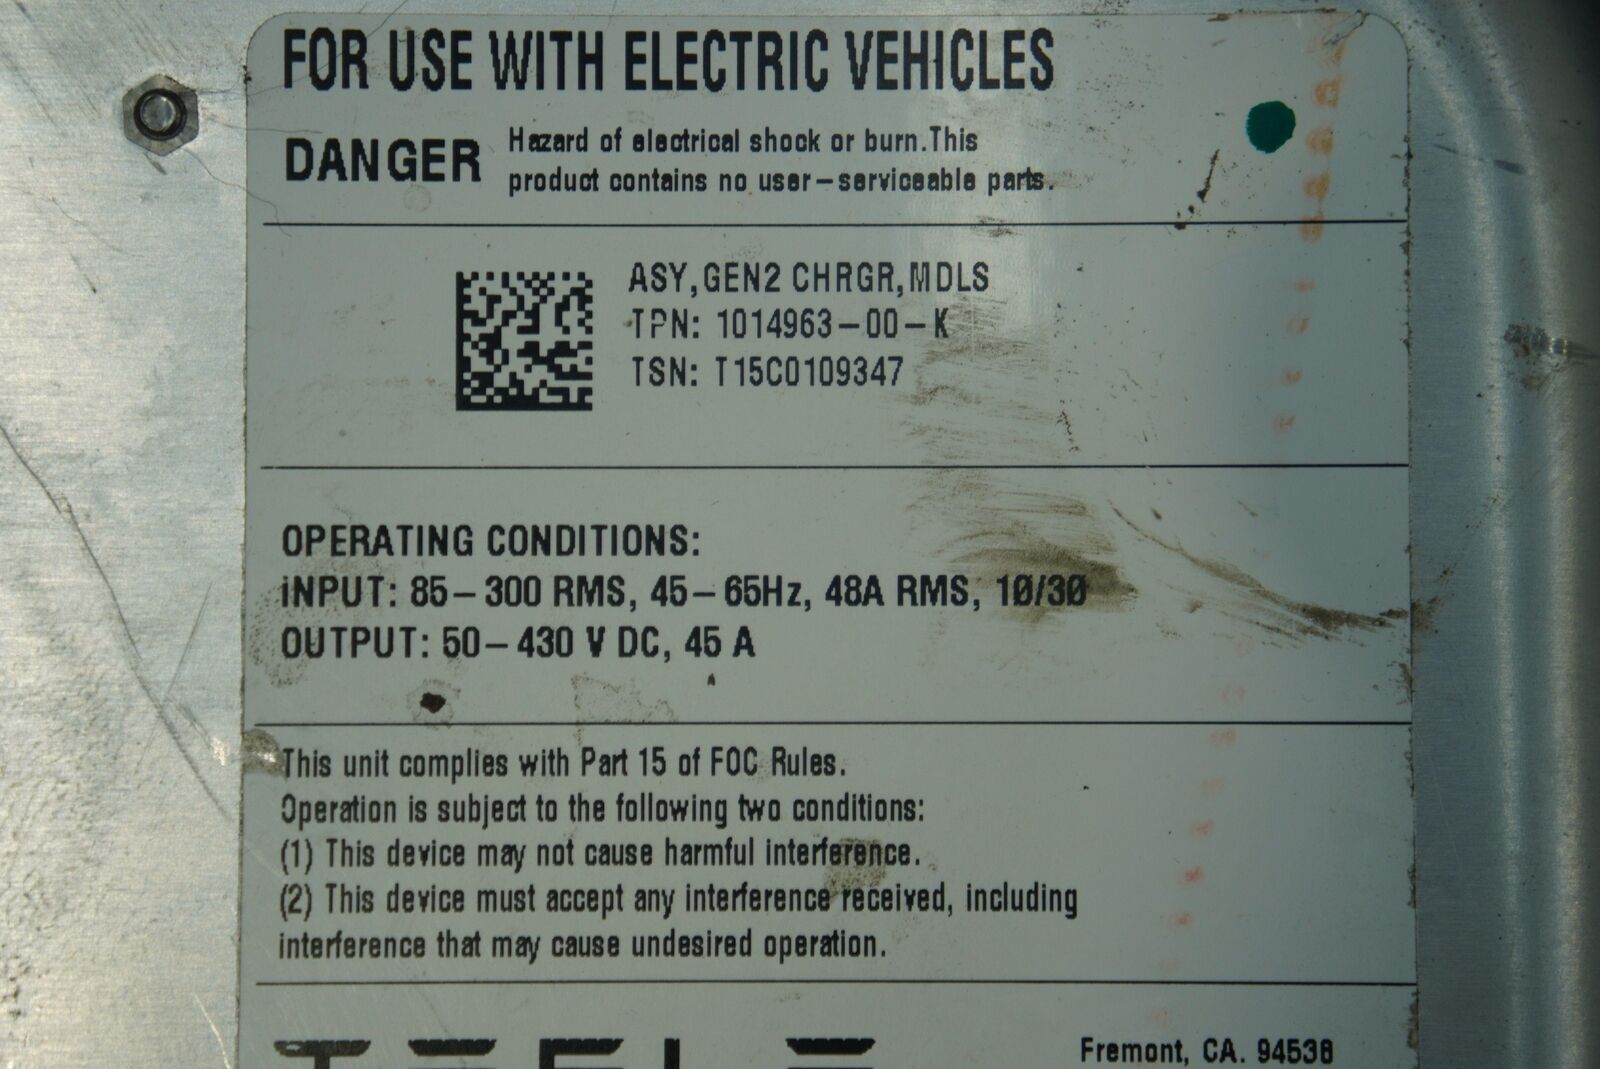 FOR USE WITH ELECTRIC VEHICLES
DANGER
Hazard of electrical shock or burn.This
product contains no user-serviceable parts.
ASY,GEN2 CHRGR,MDLS
TPN: 1014963-00-K
TSN: T15C0109347
OPERATING CONDITIONS:
INPUT: 85-300 RMS, 45-65Hz, 48A RMS, 1Ø/3Ø
OUTPUT: 50-430 V DC, 45 A
This unit complies with Part 15 of FCC Rules.
Operation is subject to the following two conditions:
(1) This device may not cause harmful interference.
(2) This device must accept any interference received, including
interference that may cause undesired operation.
TESLA
Fremont, CA. 94538